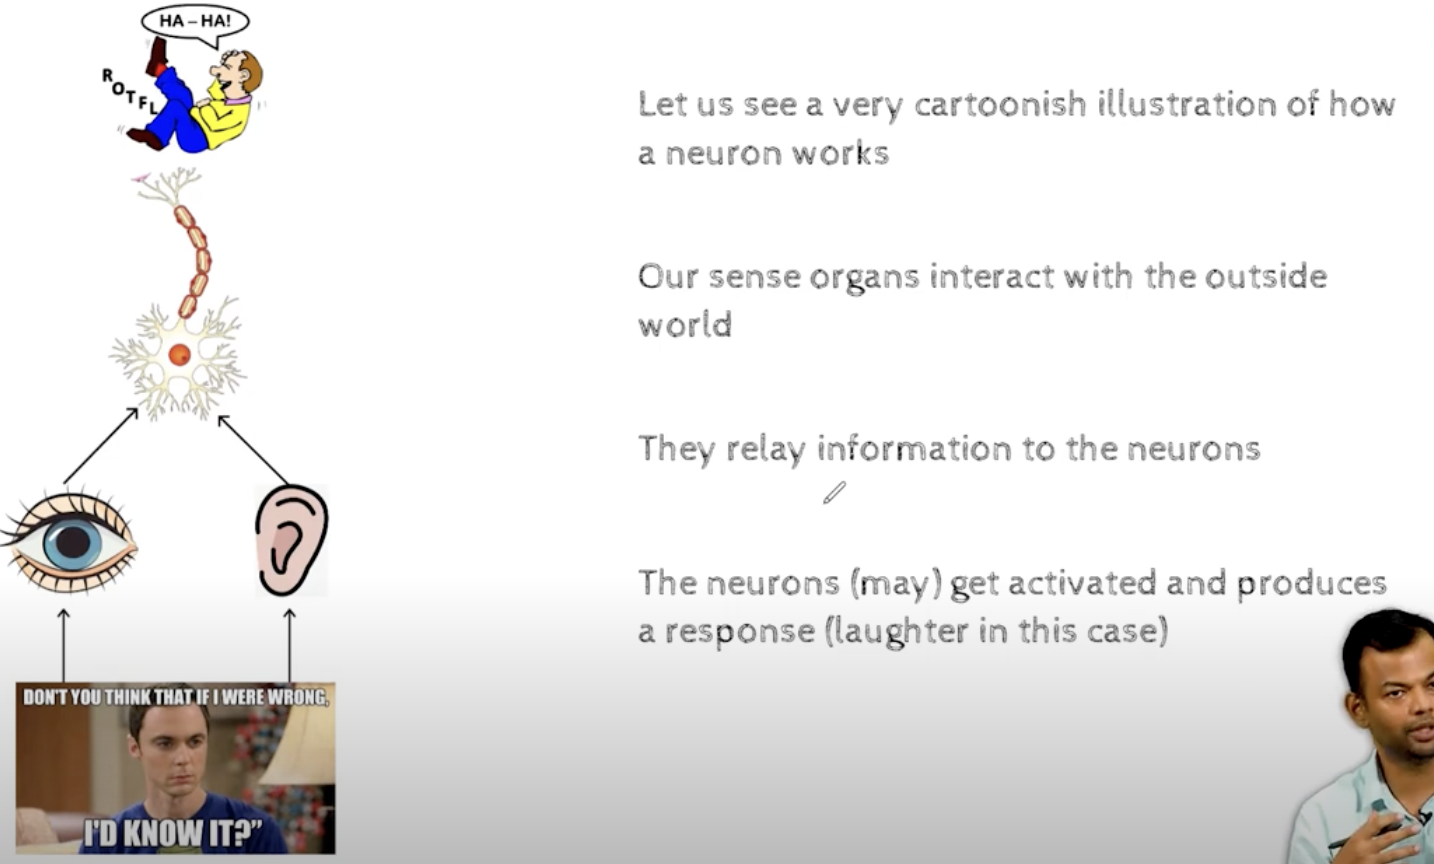 HA – HA!
ROTFL
Let us see a very cartoonish illustration of how
a neuron works
Our sense organs interact with the outside
world
They relay information to the neurons
The neurons (may) get activated and produces
a response (laughter in this case)
DON'T YOU THINK THAT IF I WERE WRONG,
I'D KNOW IT?”